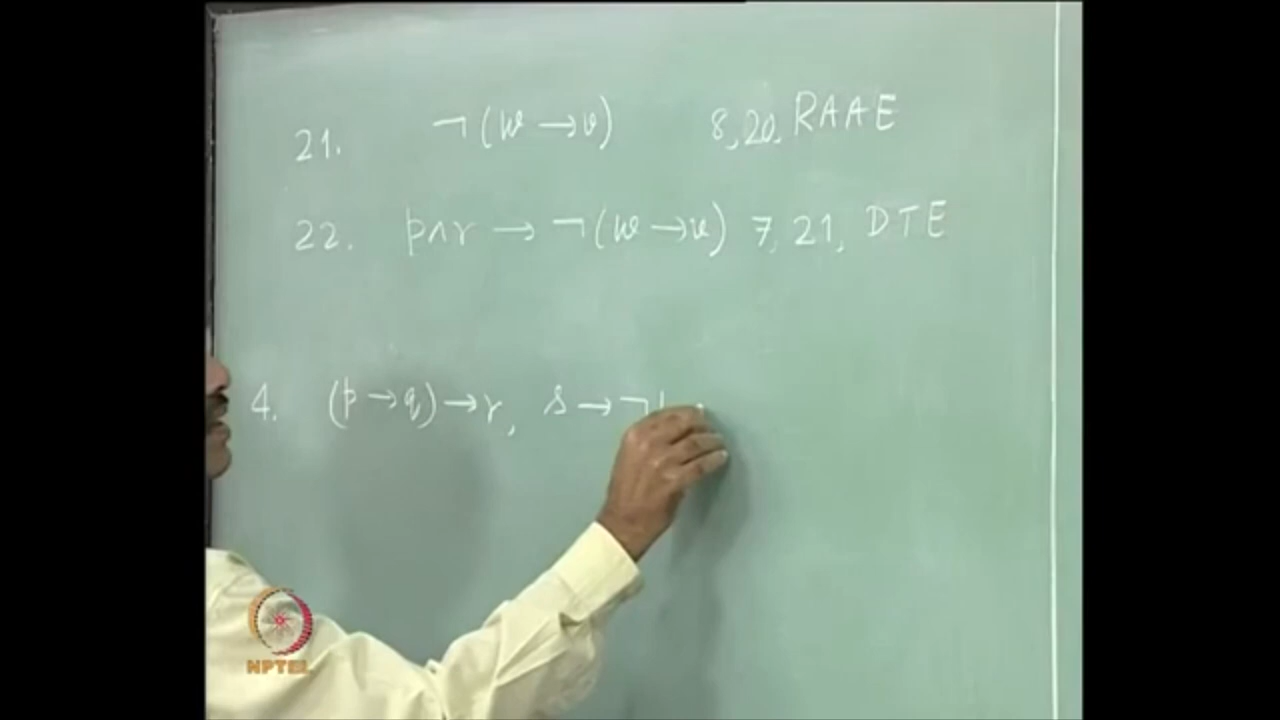 21. ¬(w → v) 8,20, RAAE
22. p∧r → ¬(w → v) 7, 21, DTE
4. (p → q) → r, s → ¬
NPTEL